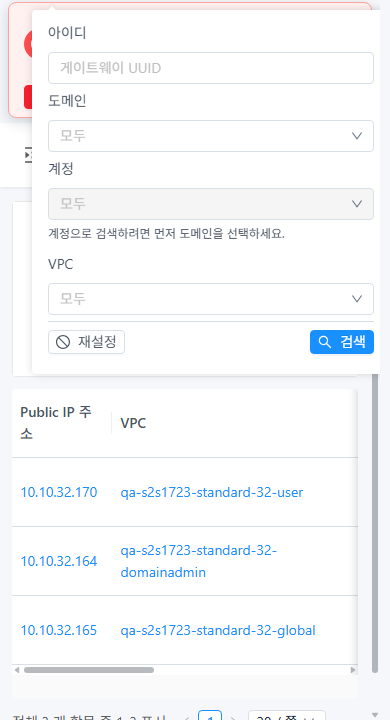 아이디
게이트웨이 UUID
도메인
모두
계정
모두
계정으로 검색하려면 먼저 도메인을 선택하세요.
VPC
모두
재설정
검색
Public IP 주
소
VPC
10.10.32.170
qa-s2s1723-standard-32-user
10.10.32.164
qa-s2s1723-standard-32-
domainadmin
10.10.32.165
qa-s2s1723-standard-32-global